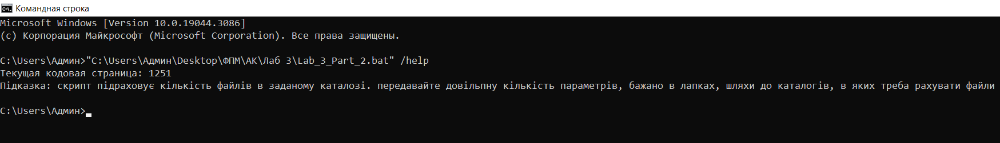 Командная строка
Microsoft Windows [Version 10.0.19044.3086]
(c) Корпорация Майкрософт (Microsoft Corporation). Все права защищены.
C:\Users\Админ>"C:\Users\Админ\Desktop\ФПМ\АК\Лаб 3\Lab_3_Part_2.bat" /help
Текущая кодовая страница: 1251
Підказка: скрипт підраховує кількість файлів в заданому каталозі. передавайте довільпну кількість параметрів, бажано в лапках, шляхи до каталогів, в яких треба рахувати файли
C:\Users\Админ>